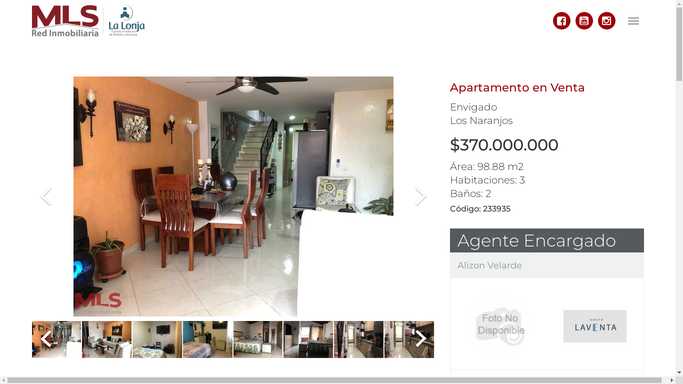 MLS
Red Inmobiliaria
La Lonja
Apartamento en Venta
Envigado
Los Naranjos
$370.000.000
Área: 98.88 m2
Habitaciones: 3
Baños: 2
Código: 233935
Agente Encargado
Alizon Velarde
Foto No
Disponible
LAVENTA
MLS